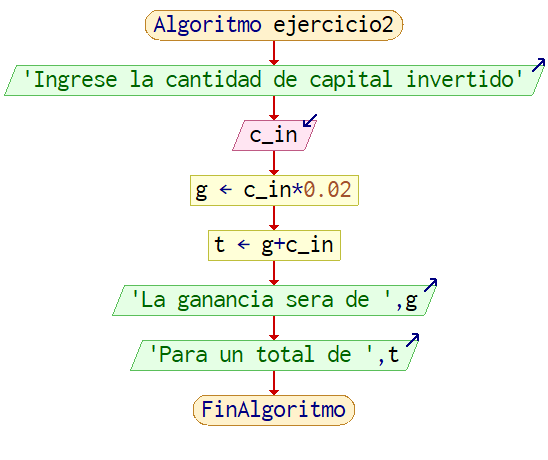 Algoritmo ejercicio2
'Ingrese la cantidad de capital invertido'
c_in
g ← c_in*0.02
t ← g+c_in
'La ganancia sera de ',g
'Para un total de ',t
FinAlgoritmo